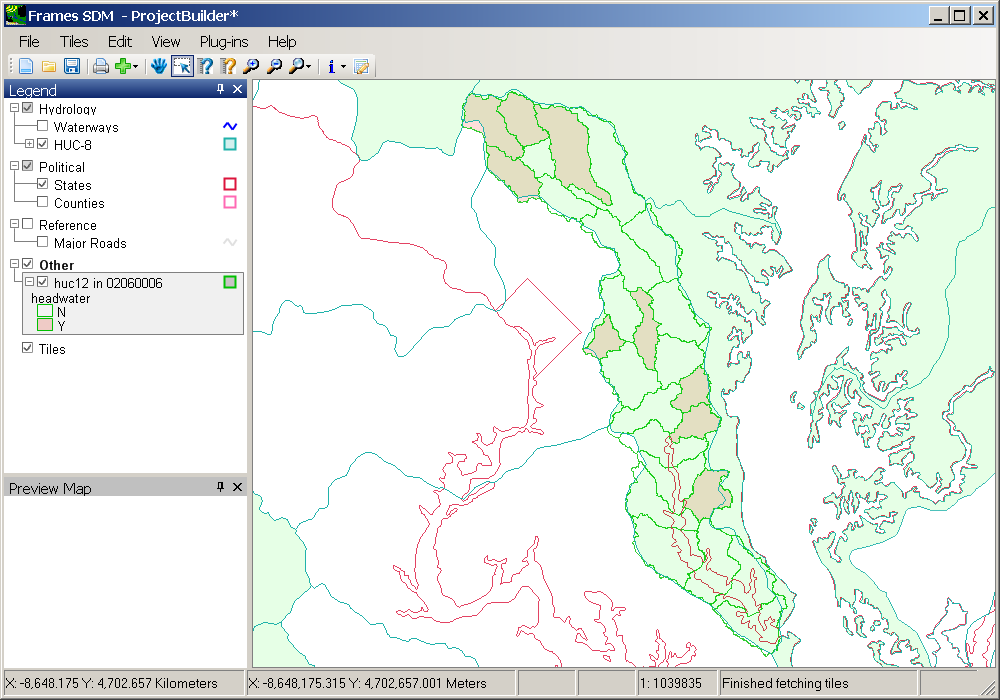 Frames SDM - ProjectBuilder*
File Tiles Edit View Plug-ins Help
Legend
Hydrology
Waterways
HUC-8
Political
States
Counties
Reference
Major Roads
Other
huc12 in 02060006
headwater
N
Y
Tiles
Preview Map
X: -8,648.175 Y: 4,702.657 Kilometers X: -8,648,175.315 Y: 4,702,657.001 Meters 1: 1039835 Finished fetching tiles